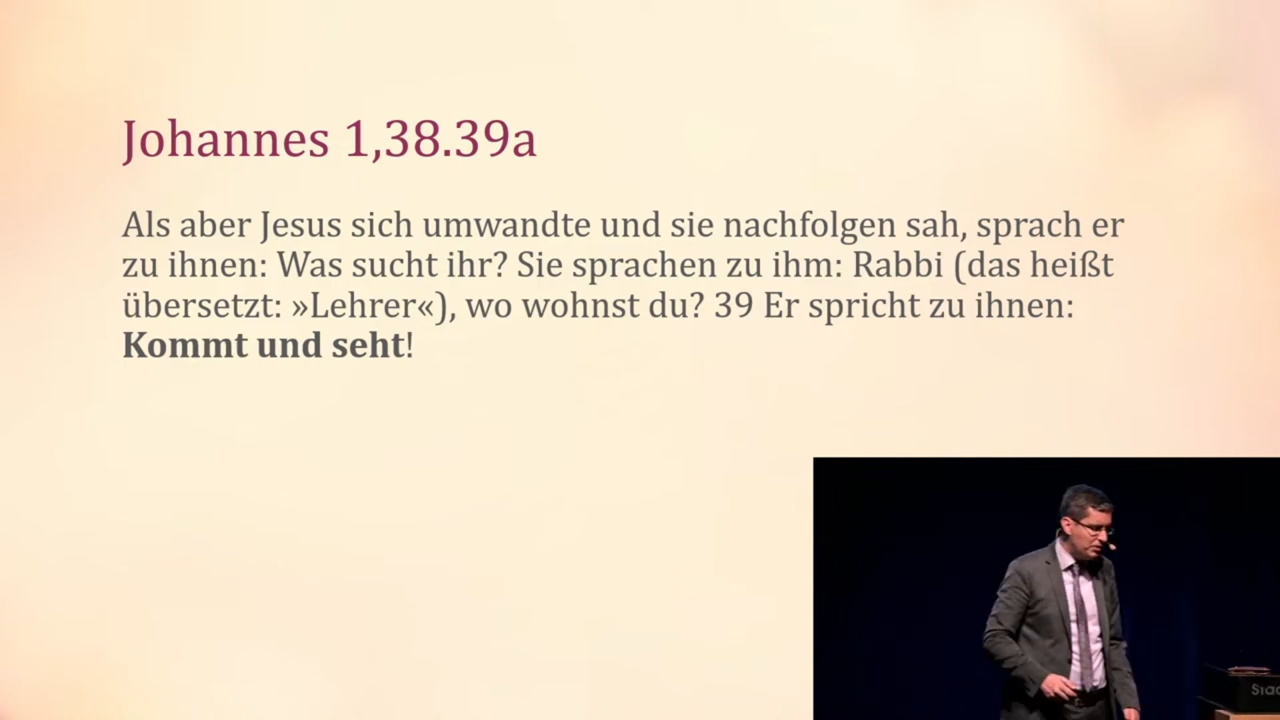 Johannes 1,38.39a
Als aber Jesus sich umwandte und sie nachfolgen sah, sprach er
zu ihnen: Was sucht ihr? Sie sprachen zu ihm: Rabbi (das heißt
übersetzt: »Lehrer«), wo wohnst du? 39 Er spricht zu ihnen:
Kommt und seht!